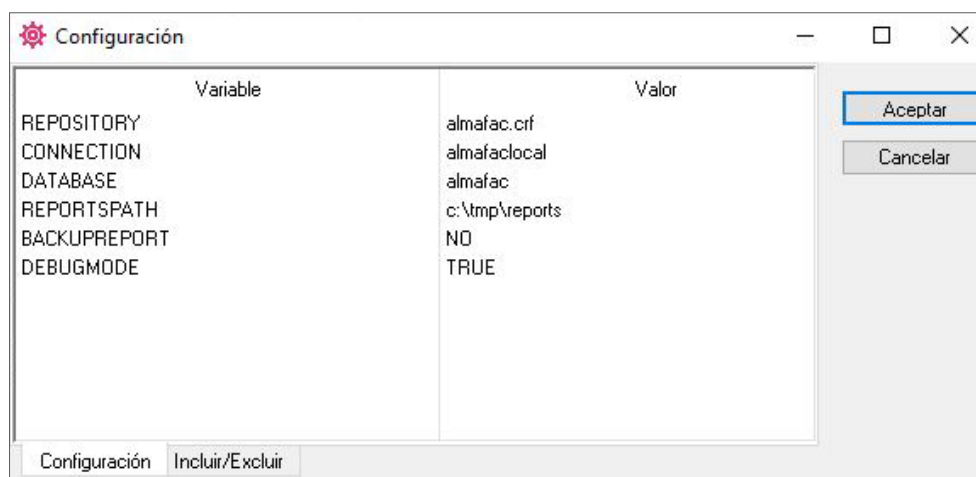 Configuración
Variable Valor
REPOSITORY almafac.crf
CONNECTION almafaclocal
DATABASE almafac
REPORTSPATH c:\tmp\reports
BACKUPREPORT NO
DEBUGMODE TRUE
Aceptar
Cancelar
Configuración Incluir/Excluir